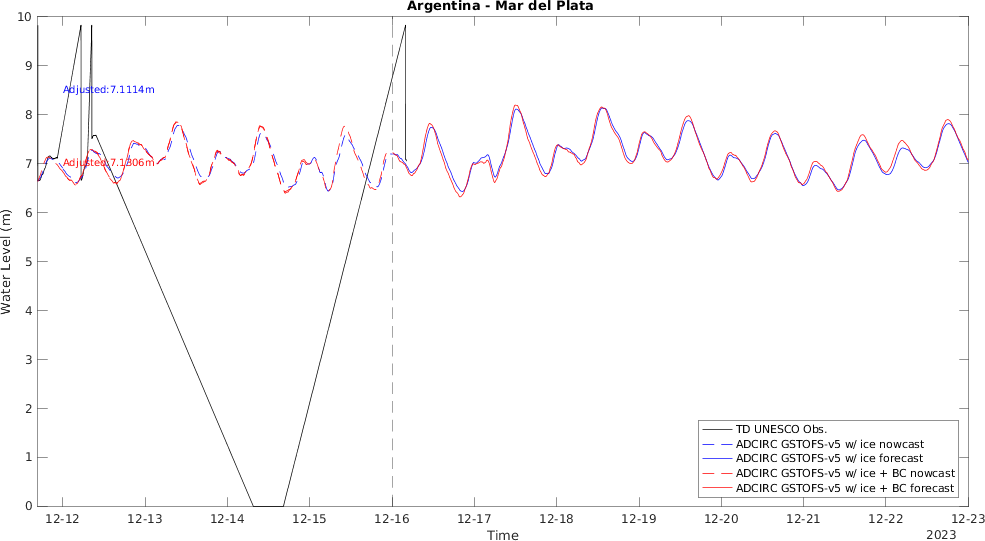 Argentina - Mar del Plata
10
9
8
7
6
5
4
3
2
1
0
Water Level (m)
Adjusted:7.1114m
Adjusted:7.1306m
TD UNESCO Obs.
ADCIRC GSTOFS-v5 w/ ice nowcast
ADCIRC GSTOFS-v5 w/ ice forecast
ADCIRC GSTOFS-v5 w/ ice + BC nowcast
ADCIRC GSTOFS-v5 w/ ice + BC forecast
12-12 12-13 12-14 12-15 12-16 12-17 12-18 12-19 12-20 12-21 12-22 12-23
Time
2023